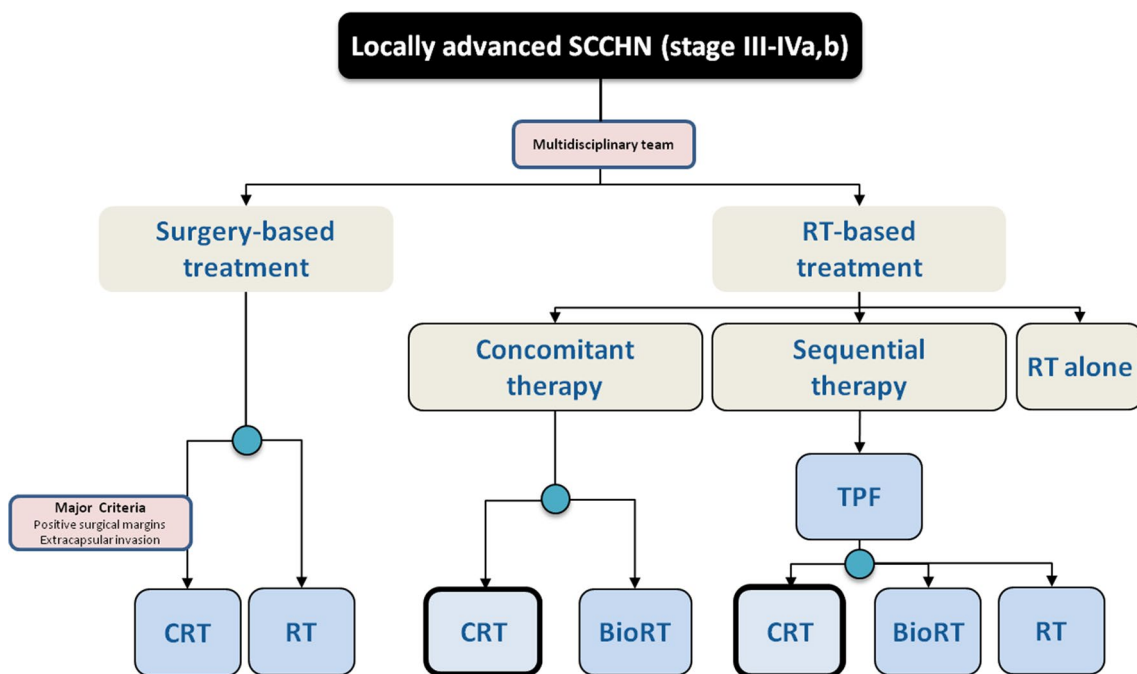 Locally advanced SCCHN (stage III-IVa,b)
Multidisciplinary team
Surgery-based
treatment
RT-based
treatment
Concomitant
therapy
Sequential
therapy
RT alone
TPF
Major Criteria
Positive surgical margins
Extracapsular invasion
CRT
RT
CRT
BioRT
CRT
BioRT
RT